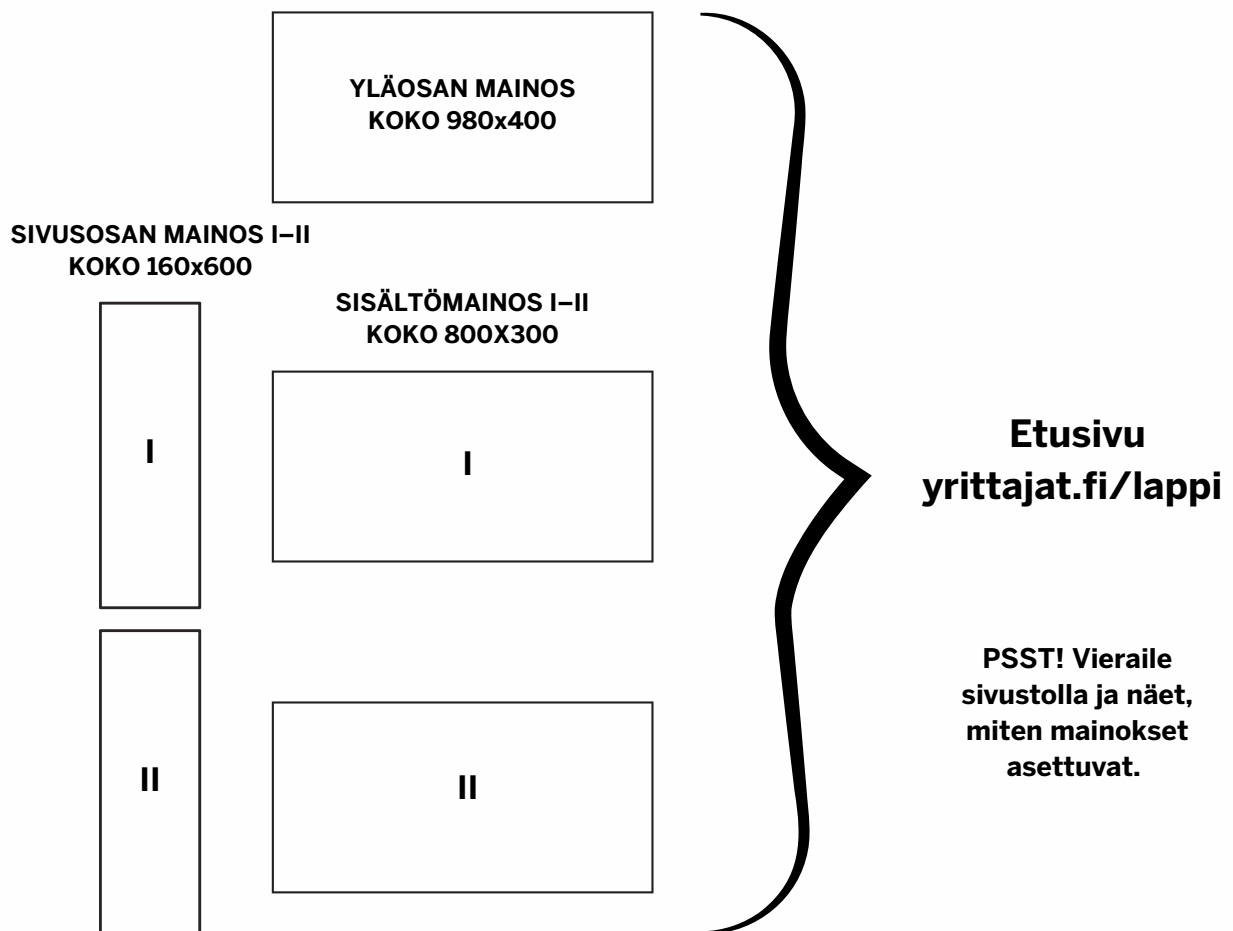 YLÄOSAN MAINOS
KOKO 980x400
SIVUSOSAN MAINOS I–II
KOKO 160x600
SISÄLTÖMAINOS I–II
KOKO 800X300
I
I
II
II
Etusivu
yrittajat.fi/lappi
PSST! Vieraile
sivustolla ja näet,
miten mainokset
asettuvat.